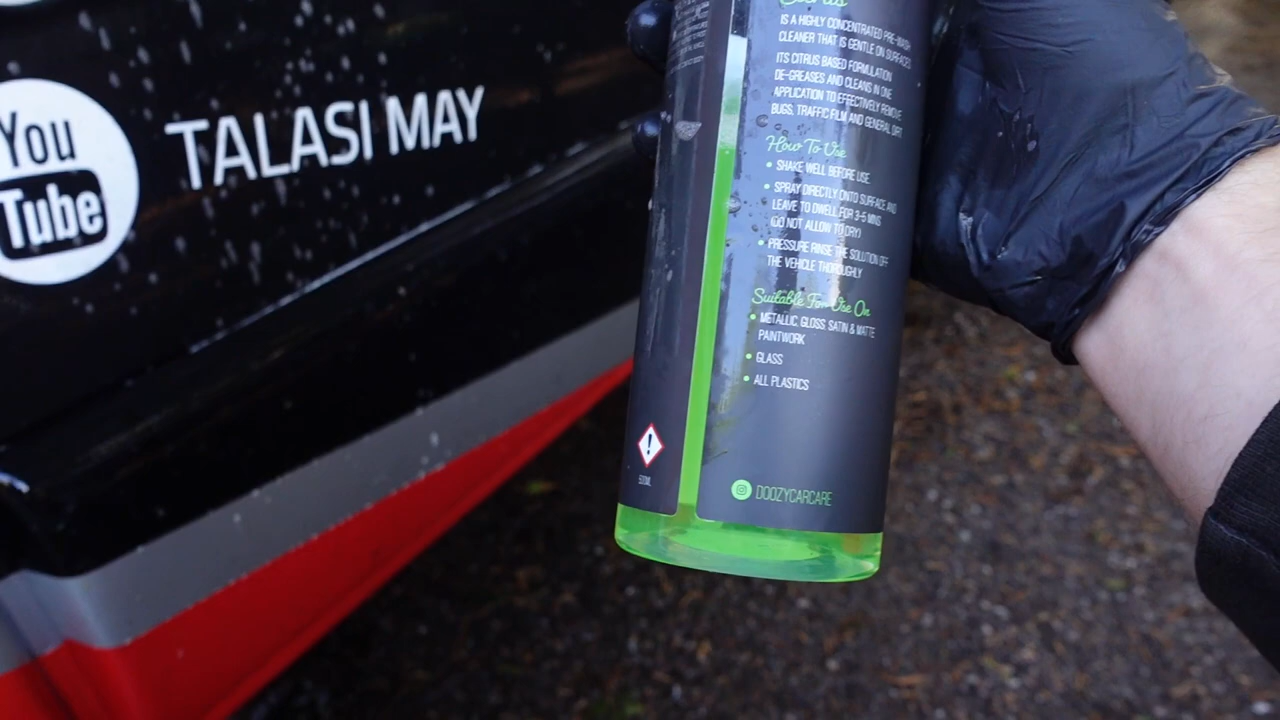 You
Tube
TALASI MAY
Citrus
IS A HIGHLY CONCENTRATED PRE-WASH
CLEANER THAT IS GENTLE ON SURFACES
ITS CITRUS BASED FORMULATION
DE-GREASES AND CLEANS IN ONE
APPLICATION TO EFFECTIVELY REMOVE
BUGS, TRAFFIC FILM AND GENERAL DIRT
How To Use
• SHAKE WELL BEFORE USE
• SPRAY DIRECTLY ONTO SURFACE AND
LEAVE TO DWELL FOR 3-5 MINS
(DO NOT ALLOW TO DRY)
• PRESSURE RINSE THE SOLUTION OFF
THE VEHICLE THOROUGHLY
Suitable For Use On
• METALLIC, GLOSS SATIN & MATTE
PAINTWORK
• GLASS
• ALL PLASTICS
500ML
DOOZYCARCARE